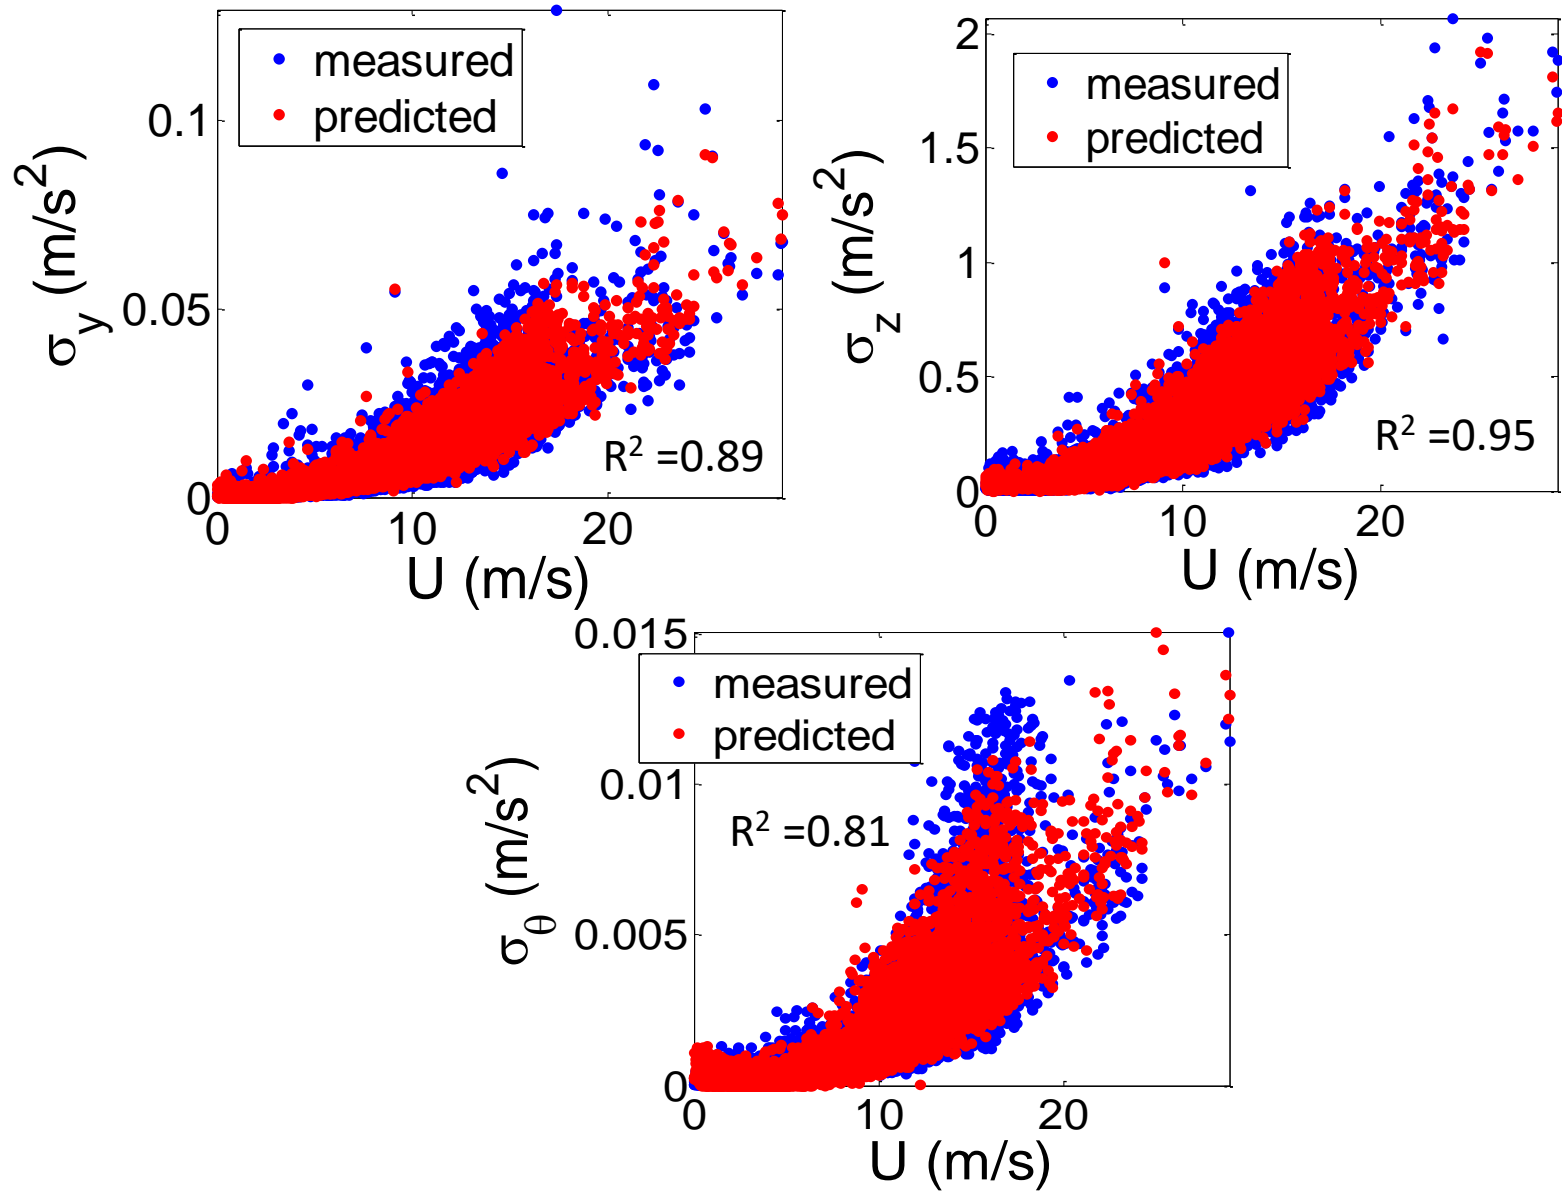 measured
predicted
0.1
0.05
0
0
10
20
σy (m/s²)
U (m/s)
R² =0.89
measured
predicted
2
1.5
1
0.5
0
0
10
20
σz (m/s²)
U (m/s)
R² =0.95
measured
predicted
0.015
0.01
0.005
0
0
10
20
σθ (m/s²)
U (m/s)
R² =0.81